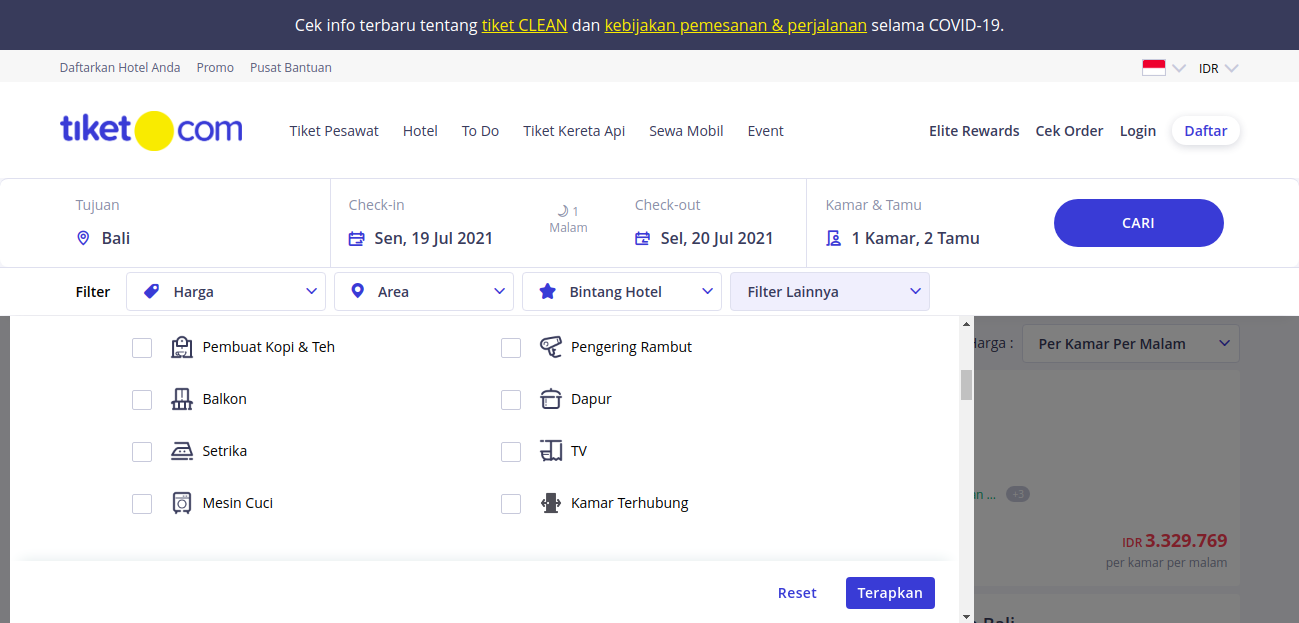 Cek info terbaru tentang tiket CLEAN dan kebijakan pemesanan & perjalanan selama COVID-19.
Daftarkan Hotel Anda Promo Pusat Bantuan IDR
tiket com Tiket Pesawat Hotel To Do Tiket Kereta Api Sewa Mobil Event Elite Rewards Cek Order Login Daftar
Tujuan Check-in 1 Malam Check-out Kamar & Tamu
Bali Sen, 19 Jul 2021 Sel, 20 Jul 2021 1 Kamar, 2 Tamu CARI
Filter Harga Area Bintang Hotel Filter Lainnya
Pembuat Kopi & Teh Pengering Rambut
Balkon Dapur
Setrika TV
Mesin Cuci Kamar Terhubung
Reset Terapkan
Per Kamar Per Malam
+3
IDR 3.329.769
per kamar per malam